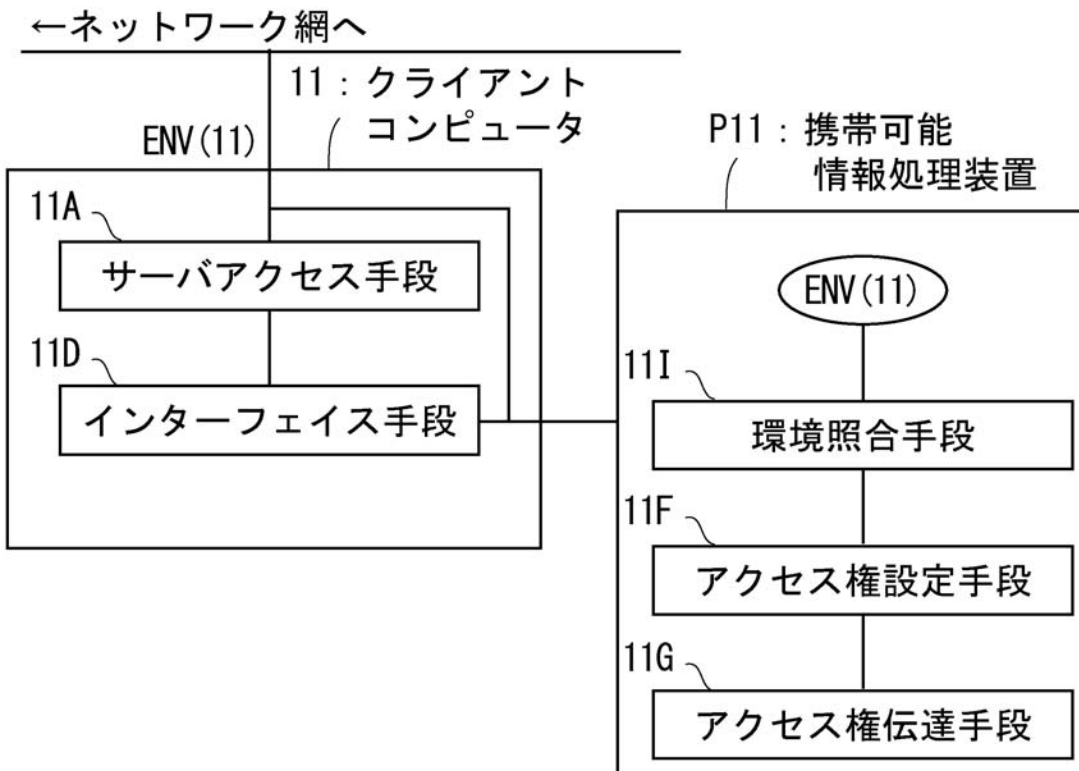 ←ネットワーク網へ
11：クライアント
コンピュータ
ENV(11)
P11：携帯可能
情報処理装置
11A
サーバアクセス手段
11D
インターフェイス手段
ENV(11)
11I
環境照合手段
11F
アクセス権設定手段
11G
アクセス権伝達手段